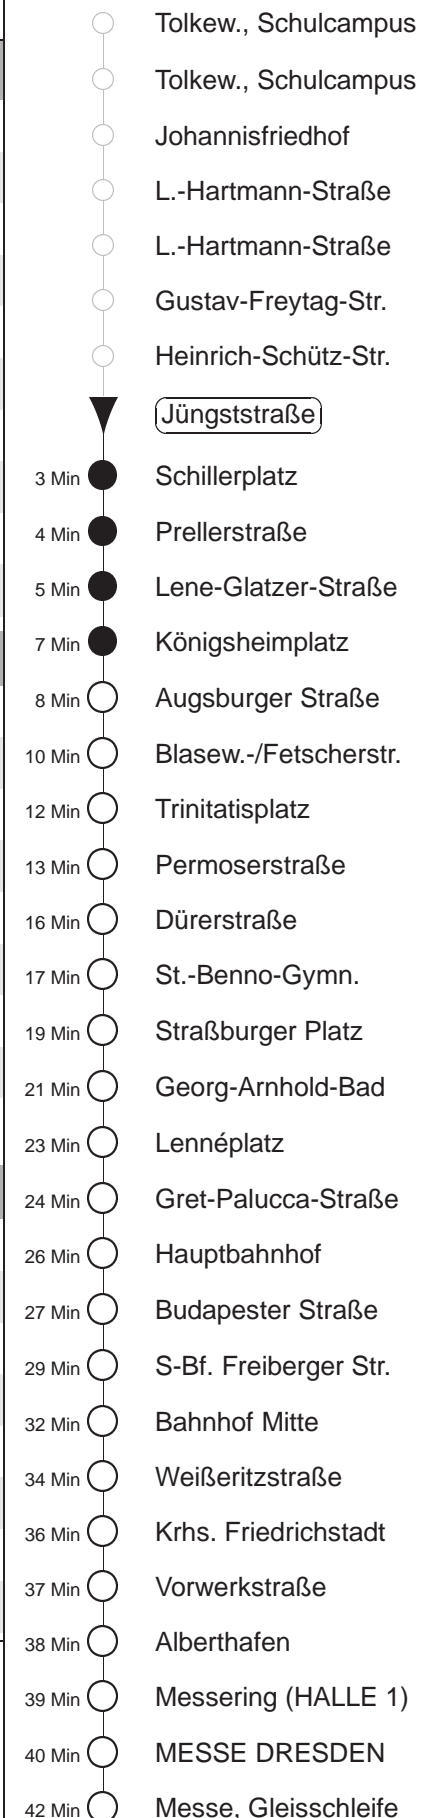 Tolkew., Schulcampus
Tolkew., Schulcampus
Johannisfriedhof
L.-Hartmann-Straße
L.-Hartmann-Straße
Gustav-Freytag-Str.
Heinrich-Schütz-Str.
Jüngststraße
3 Min Schillerplatz
4 Min Prellerstraße
5 Min Lene-Glatzer-Straße
7 Min Königsheimplatz
8 Min Augsburger Straße
10 Min Blasew.-/Fetscherstr.
12 Min Trinitatisplatz
13 Min Permoserstraße
16 Min Dürerstraße
17 Min St.-Benno-Gymn.
19 Min Straßburger Platz
21 Min Georg-Arnhold-Bad
23 Min Lennéplatz
24 Min Gret-Palucca-Straße
26 Min Hauptbahnhof
27 Min Budapester Straße
29 Min S-Bf. Freiberger Str.
32 Min Bahnhof Mitte
34 Min Weißeritzstraße
36 Min Krhs. Friedrichstadt
37 Min Vorwerkstraße
38 Min Alberthafen
39 Min Messering (HALLE 1)
40 Min MESSE DRESDEN
42 Min Messe, Gleisschleife